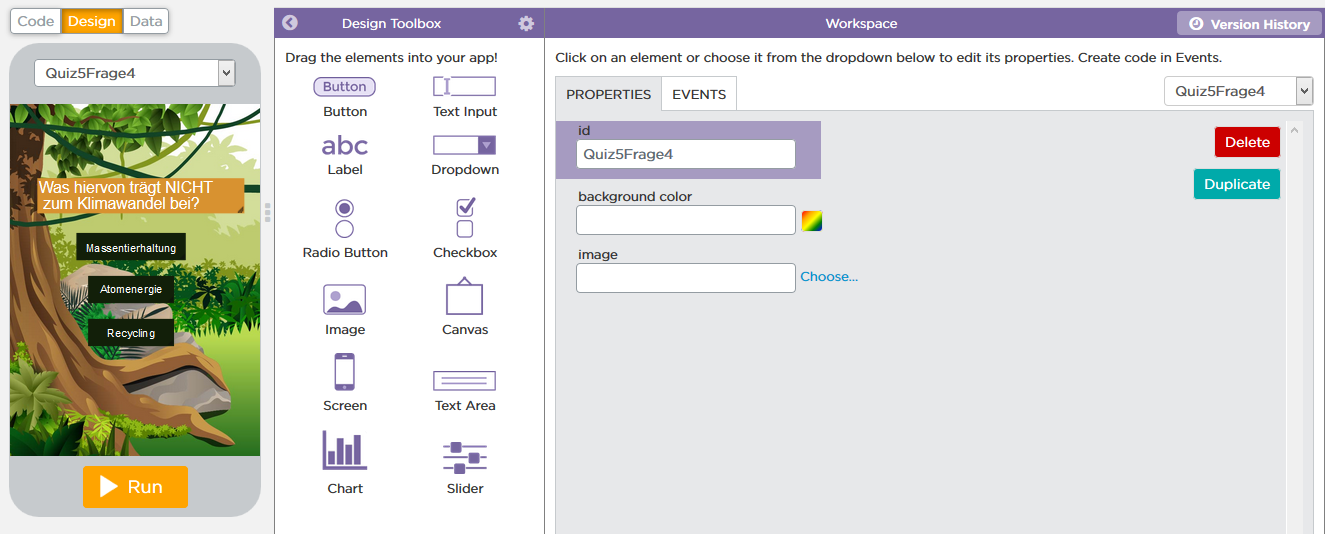 Code Design Data
Quiz5Frage4
Was hiervon trägt NICHT
zum Klimawandel bei?
Massentierhaltung
Atomenergie
Recycling
Run
Design Toolbox
Drag the elements into your app!
Button
Button
Text Input
abc
Label
Dropdown
Radio Button
Checkbox
Image
Canvas
Screen
Text Area
Chart
Slider
Workspace
Version History
Click on an element or choose it from the dropdown below to edit its properties. Create code in Events.
PROPERTIES EVENTS
Quiz5Frage4
id
Quiz5Frage4
Delete
Duplicate
background color
image
Choose...